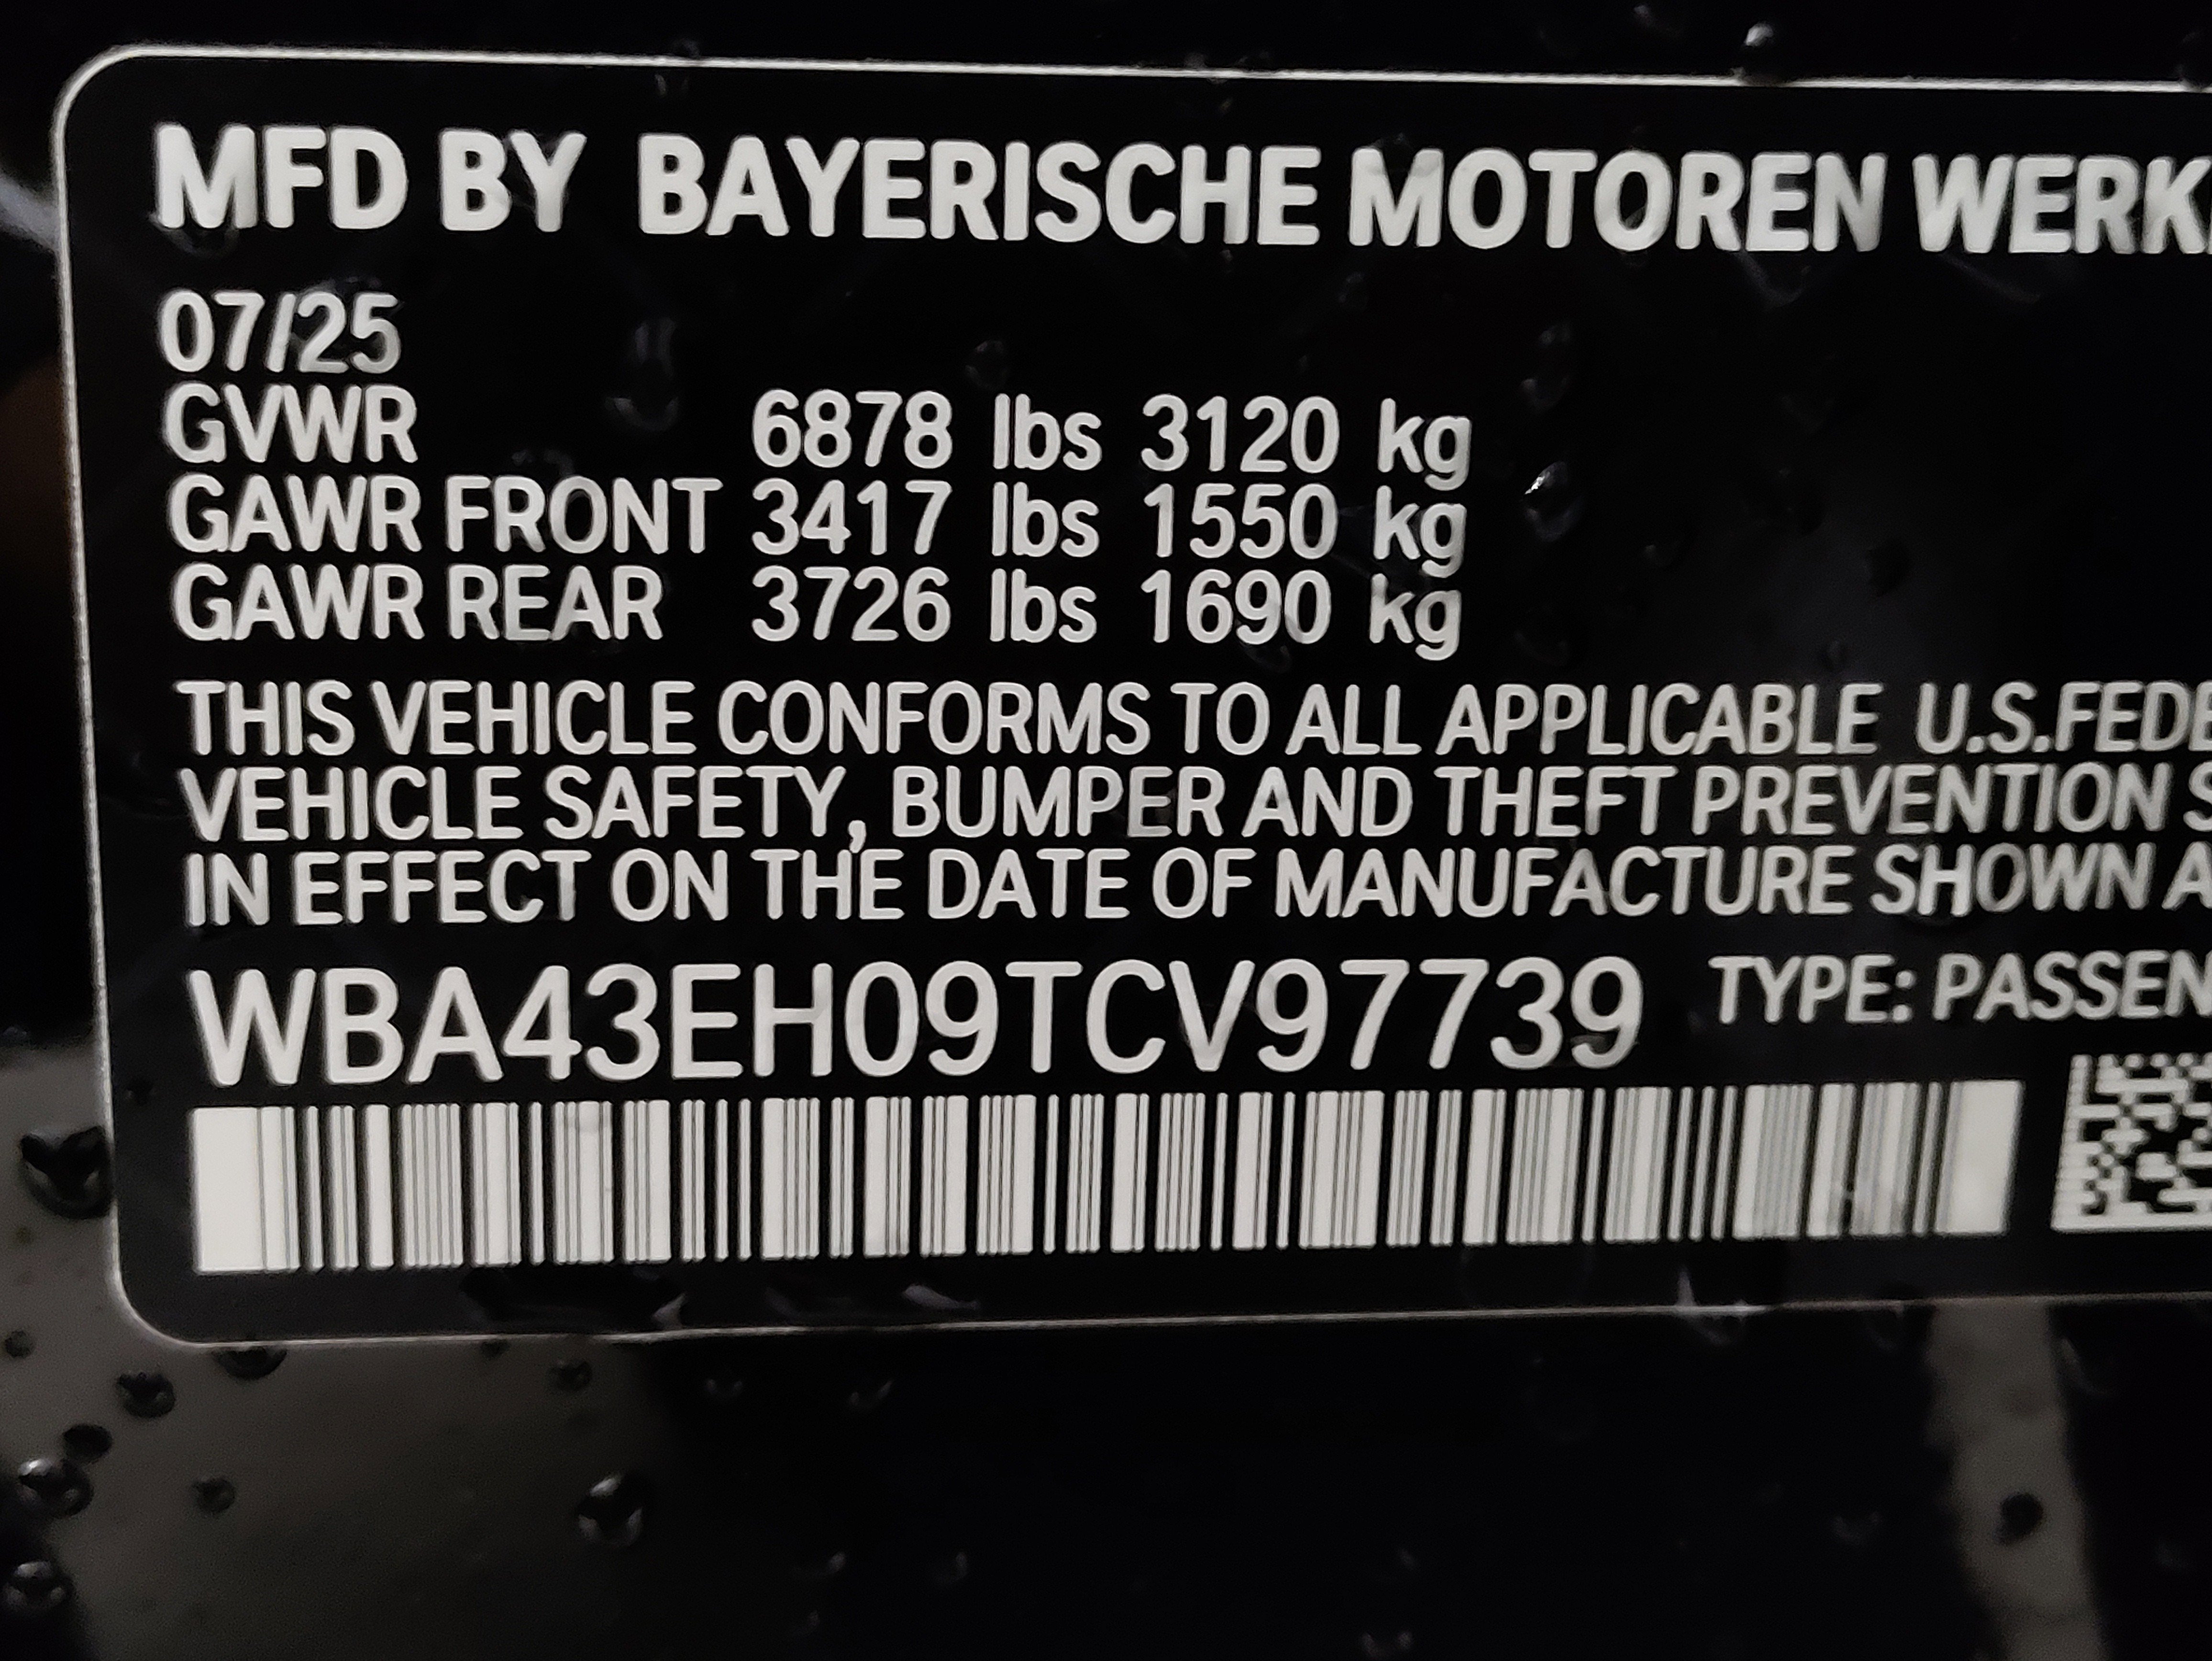 MFD BY BAYERISCHE MOTOREN
07/25
GVWR 6878 lbs 3120 kg
GAWR FRONT 3417 lbs 1550 kg
GAWR REAR 3726 lbs 1690 kg
THIS VEHICLE CONFORMS TO ALL APPLICABLE U.S.FEDE
VEHICLE SAFETY, BUMPER AND THEFT PREVENTION S
IN EFFECT ON THE DATE OF MANUFACTURE SHOWN A
WBA43EH09TCV97739 TYPE: PASSEN